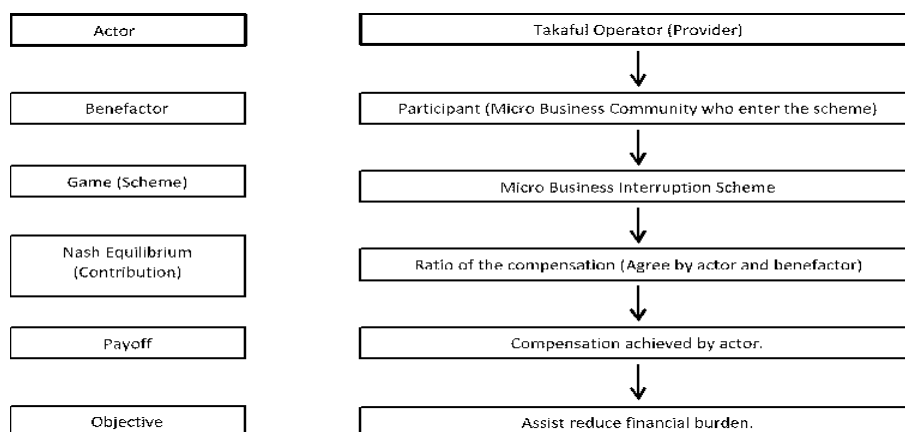 Actor
Takaful Operator (Provider)
Benefactor
Participant (Micro Business Community who enter the scheme)
Game (Scheme)
Micro Business Interruption Scheme
Nash Equilibrium
(Contribution)
Ratio of the compensation (Agree by actor and benefactor)
Payoff
Compensation achieved by actor.
Objective
Assist reduce financial burden.